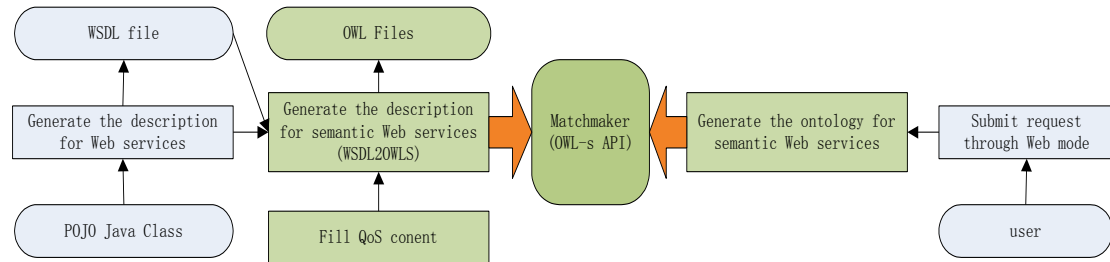 WSDL file
OWL Files
Generate the description
for Web services
Generate the description
for semantic Web services
(WSDL2OWLS)
Matchmaker
(OWL-s API)
Generate the ontology for
semantic Web services
Submit request
through Web mode
POJO Java Class
Fill QoS conent
user